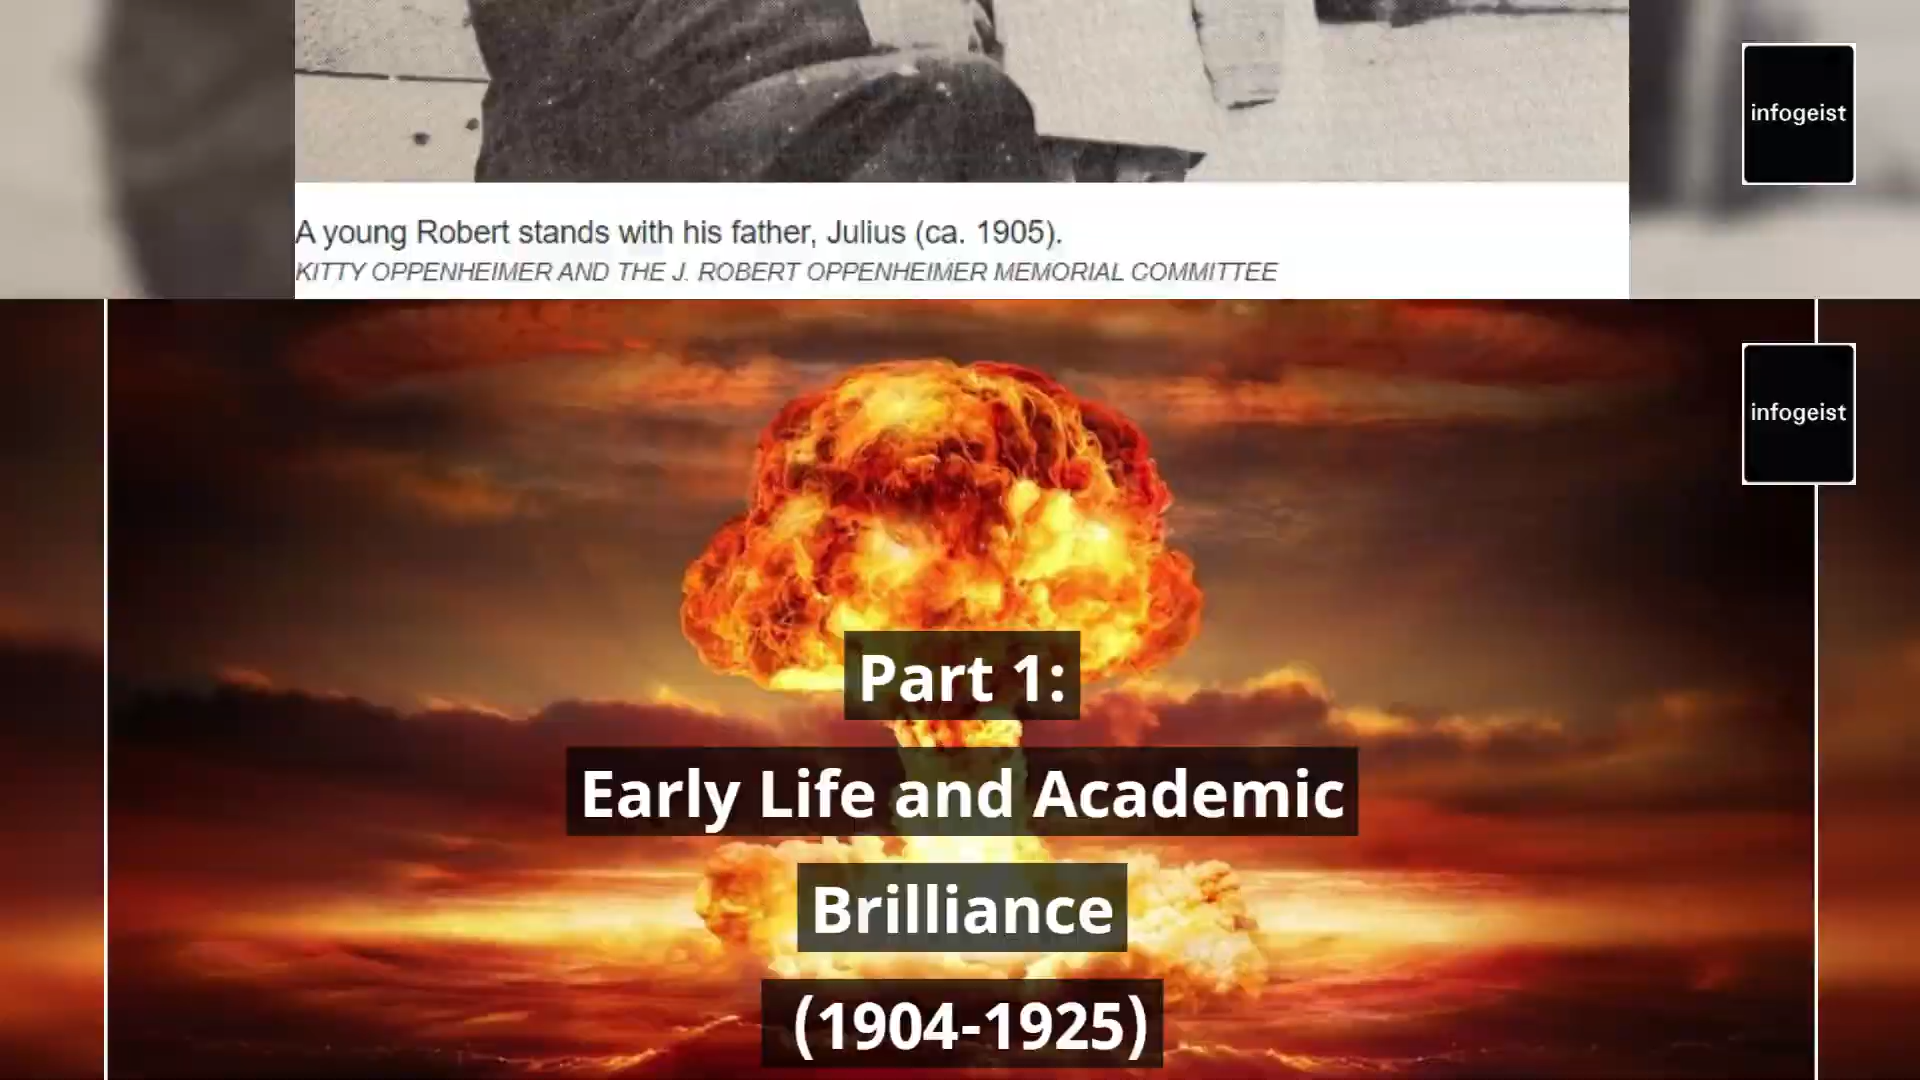 infogeist
A young Robert stands with his father, Julius (ca. 1905).
KITTY OPPENHEIMER AND THE J. ROBERT OPPENHEIMER MEMORIAL COMMITTEE
infogeist
Part 1:
Early Life and Academic
Brilliance
(1904-1925)